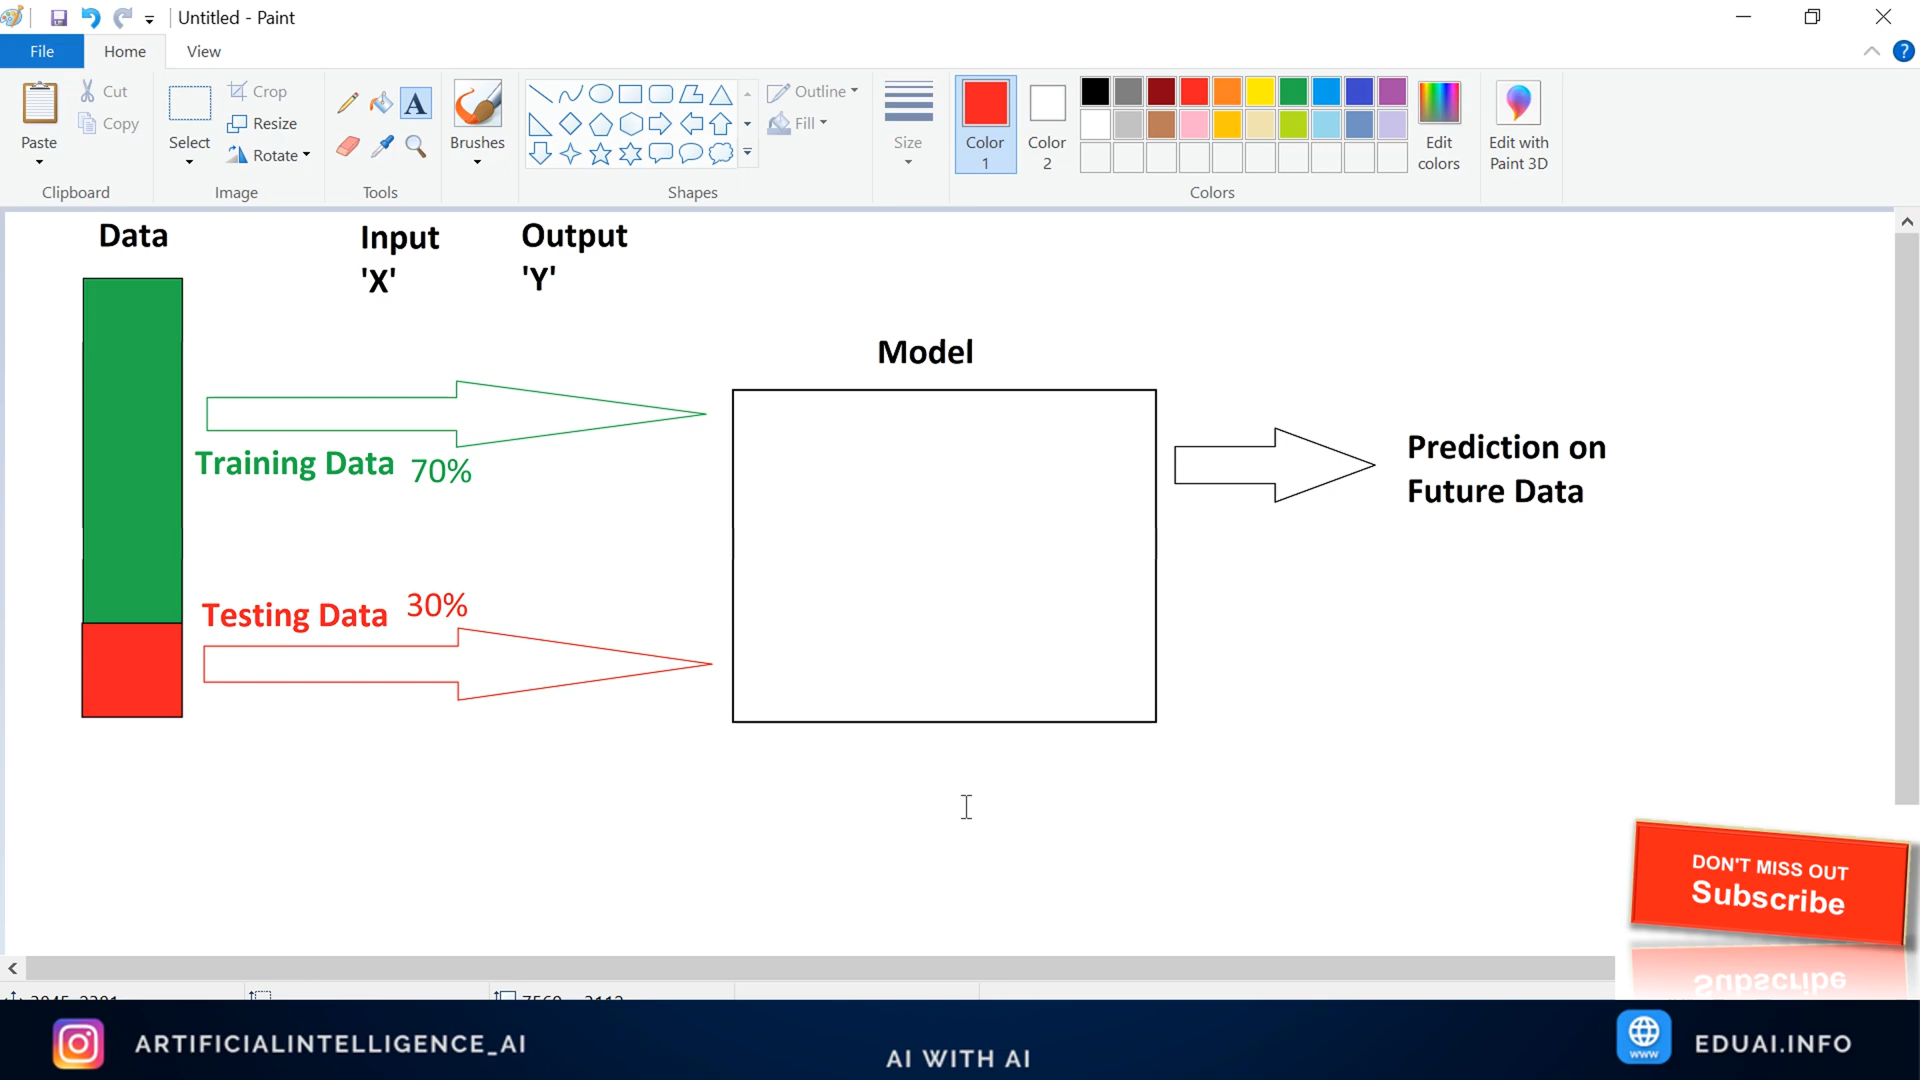 Untitled - Paint
File
Home
View
Paste
Cut
Copy
Clipboard
Select
Crop
Resize
Rotate
Image
A
Tools
Brushes
Shapes
Outline
Fill
Size
Color
1
Color
2
Edit
colors
Colors
Edit with
Paint 3D
?
Data
Input
'X'
Output
'Y'
Model
Training Data 70%
Prediction on
Future Data
Testing Data 30%
DON'T MISS OUT
Subscribe
ARTIFICIALINTELLIGENCE_AI
AI WITH AI
WWW
EDUAI.INFO